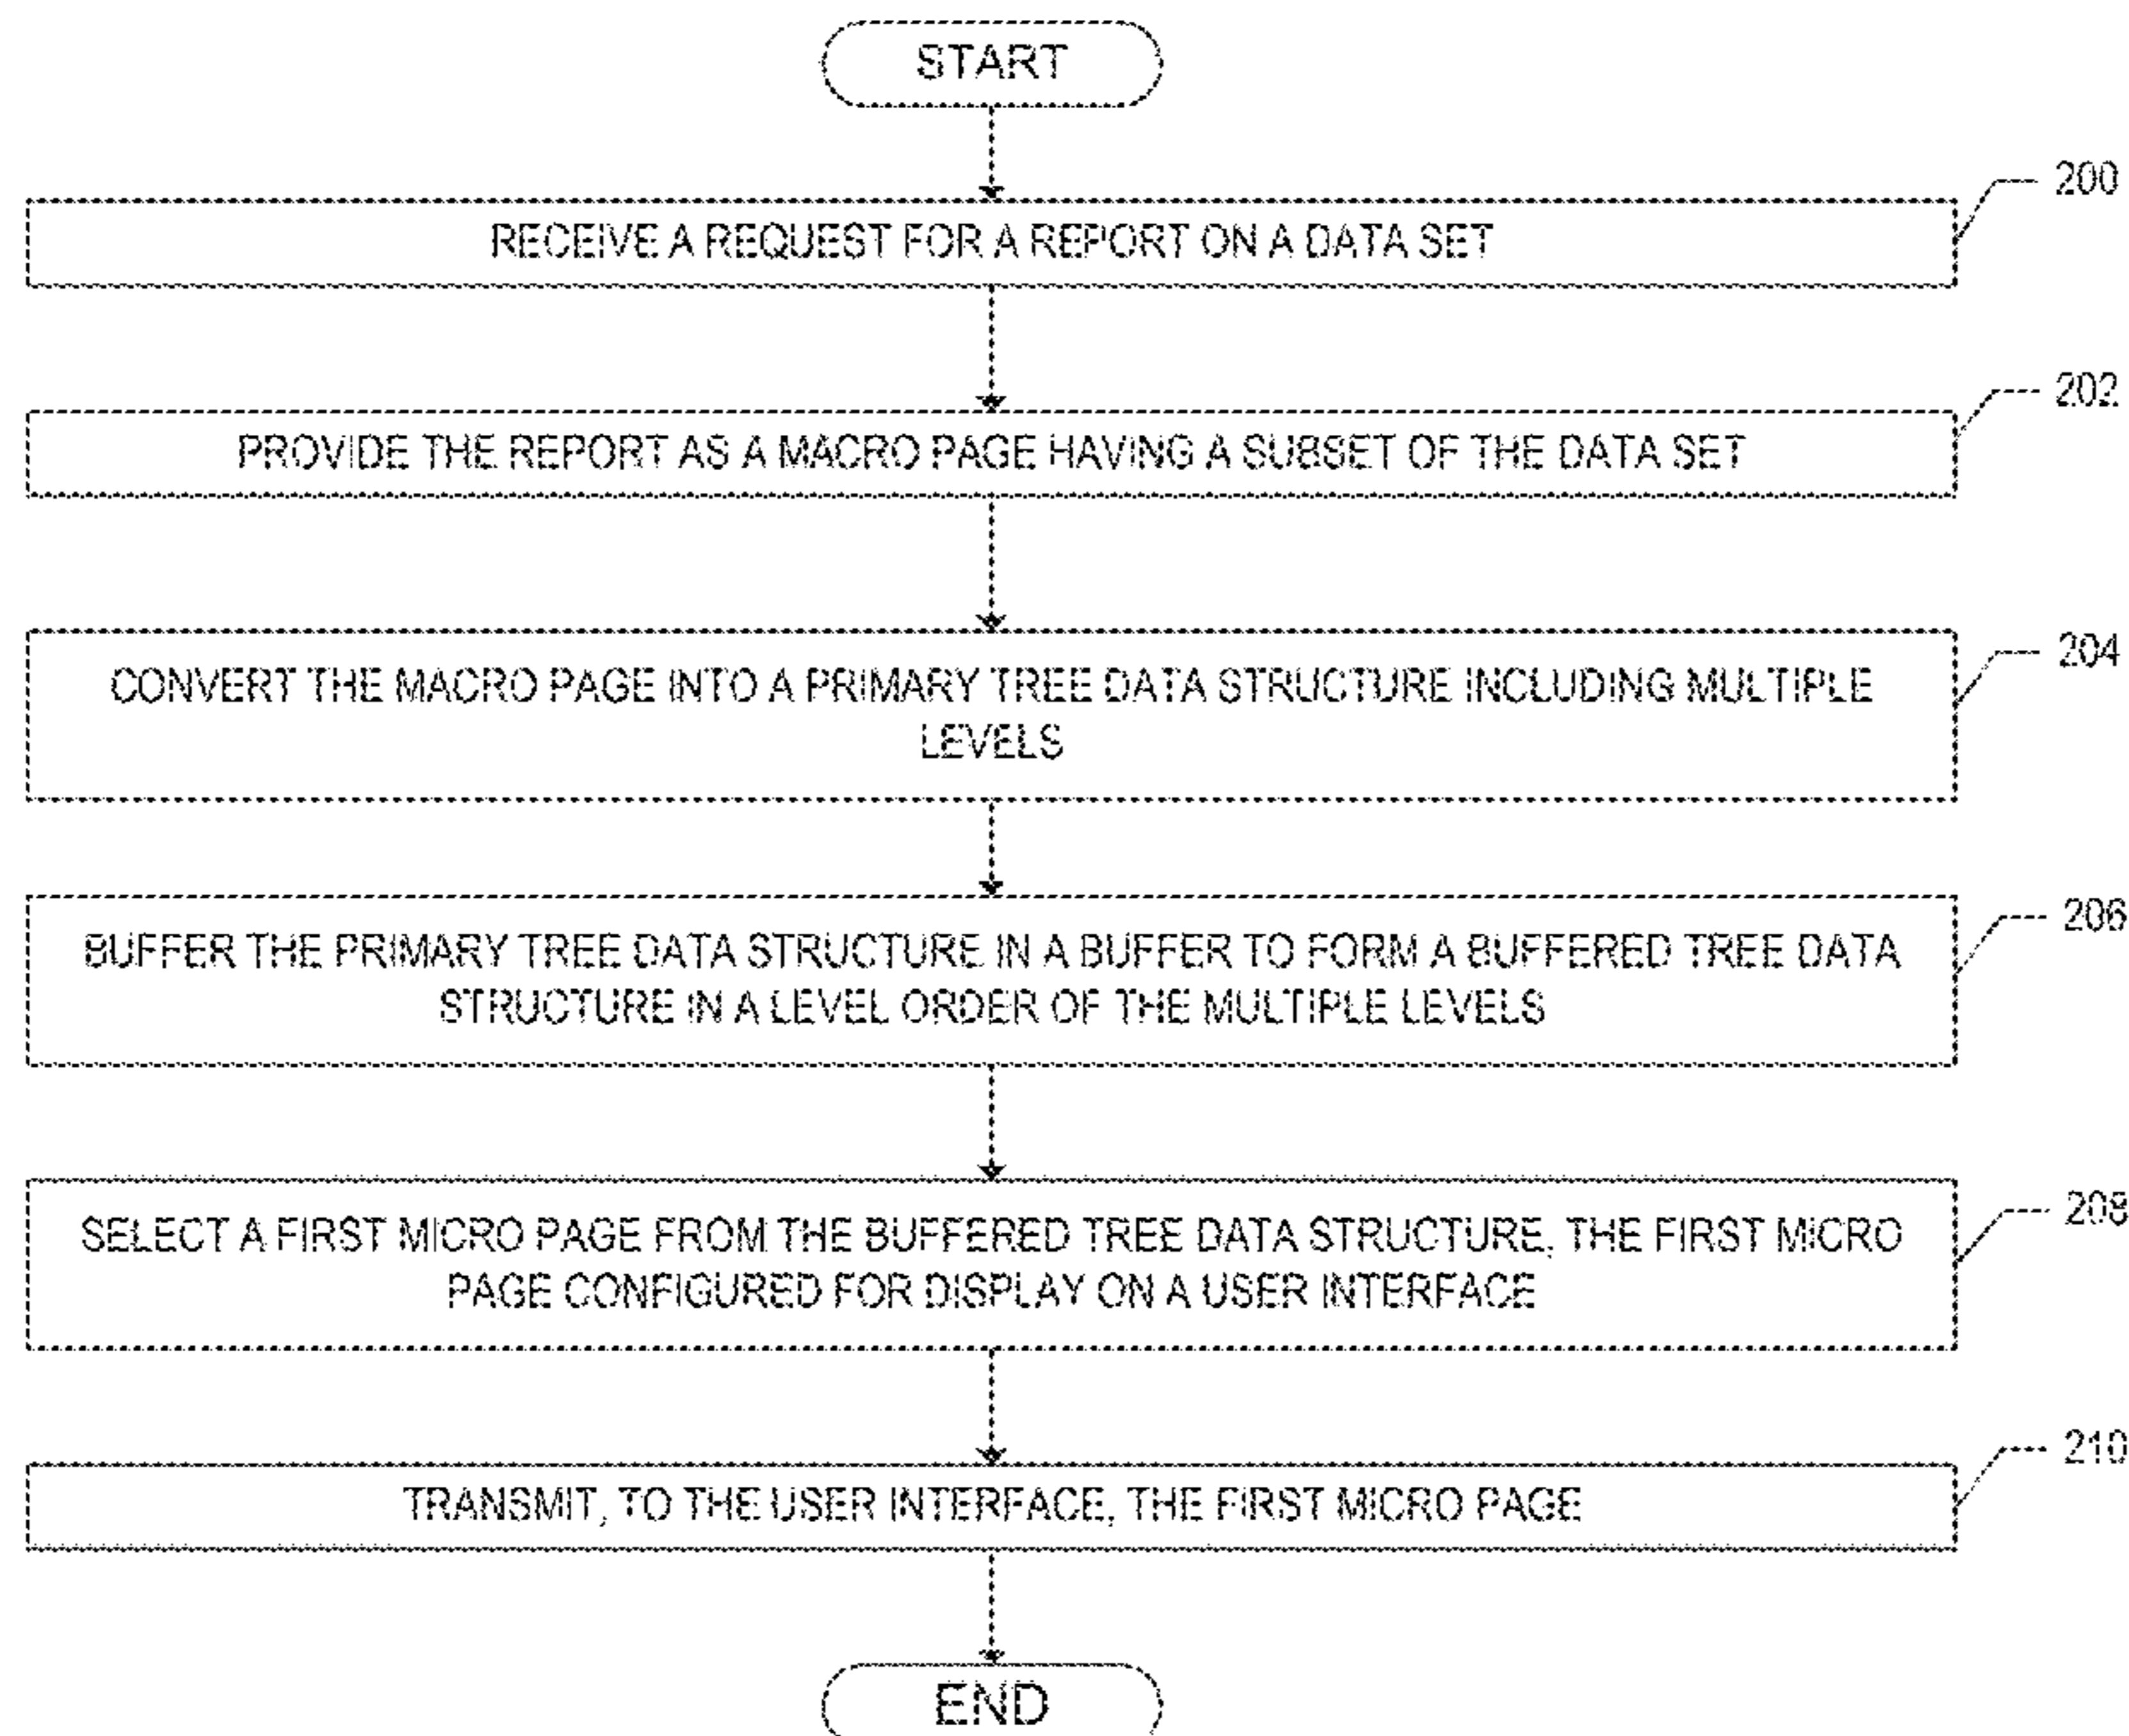 START
200
RECEIVE A REQUEST FOR A REPORT ON A DATA SET
202
PROVIDE THE REPORT AS A MACRO PAGE HAVING A SUBSET OF THE DATA SET
204
CONVERT THE MACRO PAGE INTO A PRIMARY TREE DATA STRUCTURE INCLUDING MULTIPLE
LEVELS
206
BUFFER THE PRIMARY TREE DATA STRUCTURE IN A BUFFER TO FORM A BUFFERED TREE DATA
STRUCTURE IN A LEVEL ORDER OF THE MULTIPLE LEVELS
208
SELECT A FIRST MICRO PAGE FROM THE BUFFERED TREE DATA STRUCTURE, THE FIRST MICRO
PAGE CONFIGURED FOR DISPLAY ON A USER INTERFACE
210
TRANSMIT, TO THE USER INTERFACE, THE FIRST MICRO PAGE
END